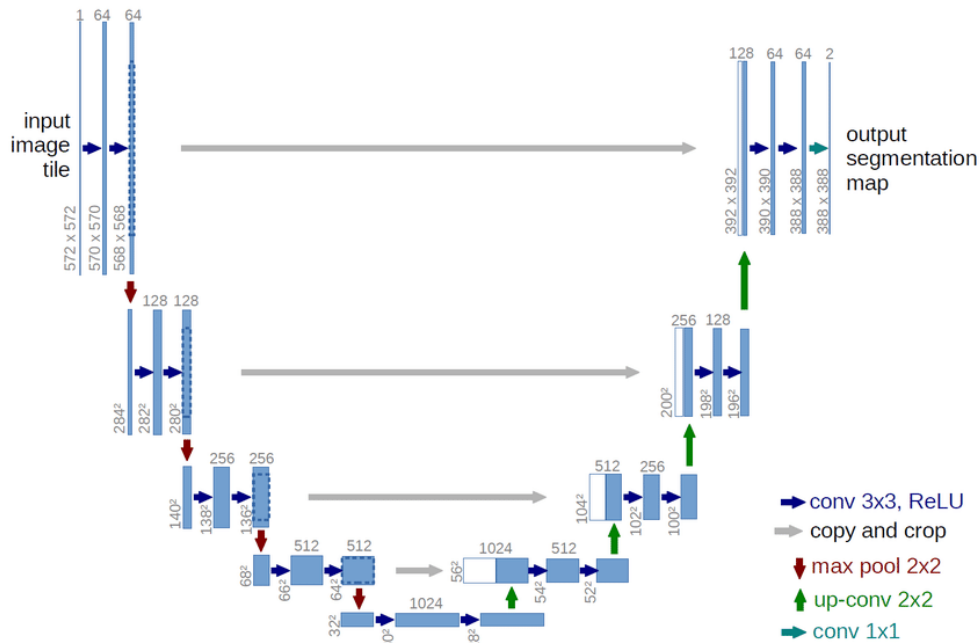 1 64 64
128 64 64 2
input
image
tile
output
segmentation
map
572 x 572
570 x 570
568 x 568
392 x 392
390 x 390
388 x 388
388 x 388
128 128
256 128
284²
282²
280²
200²
198²
196²
256 256
512 256
140²
138²
136²
104²
102²
100²
512 512
1024 512
68²
66²
64²
56²
54²
52²
1024
32²
0²
8²
conv 3x3, ReLU
copy and crop
max pool 2x2
up-conv 2x2
conv 1x1